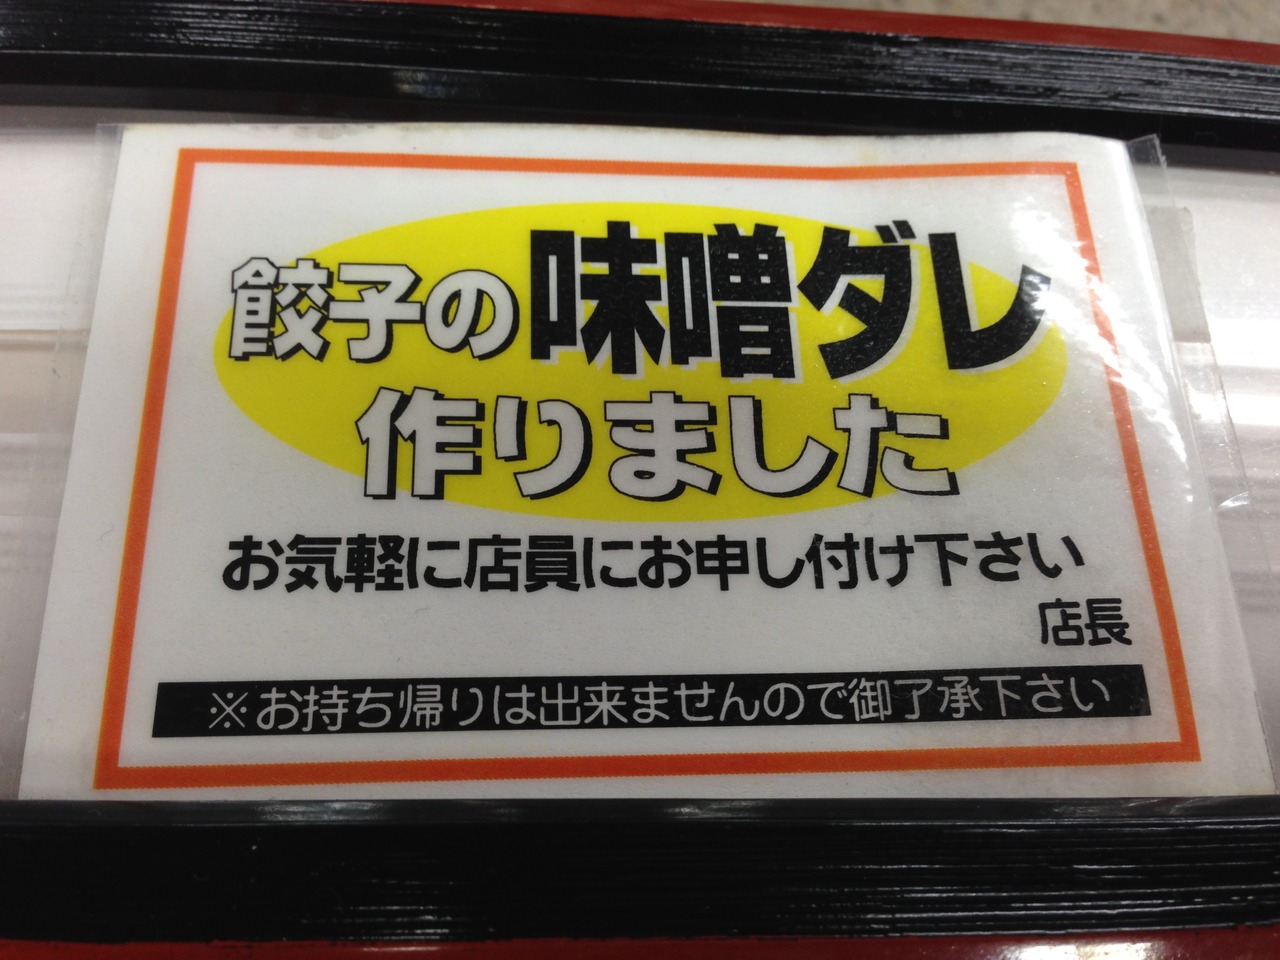 餃子の味噌ダレ
作りました
お気軽に店員にお申し付け下さい
店長
※お持ち帰りは出来ませんので御了承下さい